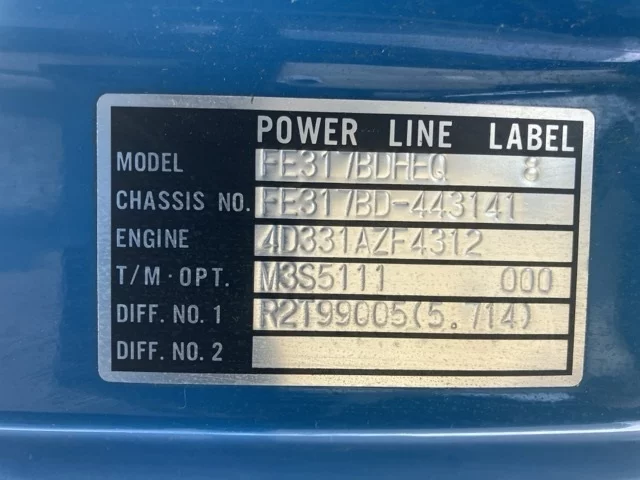 POWER LINE LABEL
MODEL FE317BDHEQ 8
CHASSIS NO. FE317BD-443141
ENGINE 4D331AZF4312
T/M·OPT. M3S5111 000
DIFF. NO. 1 R2T99005(5.714)
DIFF. NO. 2